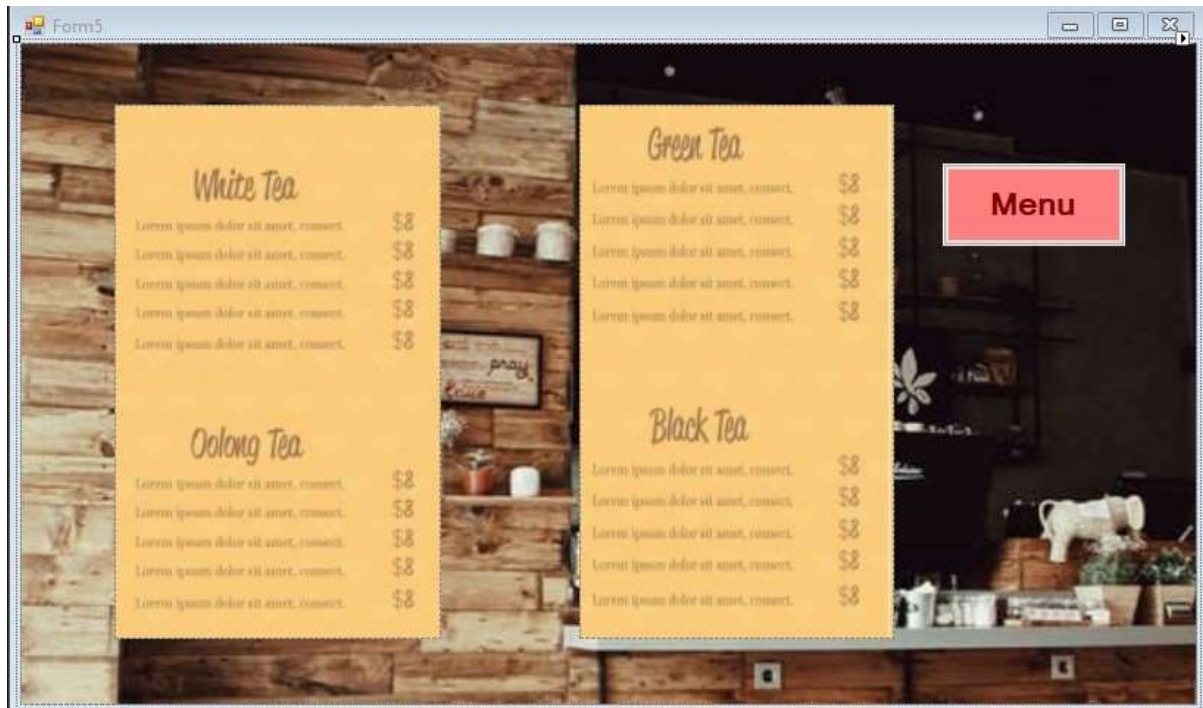 Form5
White Tea
Lorem ipsum dolor sit amet, consect. $8
Lorem ipsum dolor sit amet, consect. $8
Lorem ipsum dolor sit amet, consect. $8
Lorem ipsum dolor sit amet, consect. $8
Lorem ipsum dolor sit amet, consect. $8
Oolong Tea
Lorem ipsum dolor sit amet, consect. $8
Lorem ipsum dolor sit amet, consect. $8
Lorem ipsum dolor sit amet, consect. $8
Lorem ipsum dolor sit amet, consect. $8
Lorem ipsum dolor sit amet, consect. $8
pray
Green Tea
Lorem ipsum dolor sit amet, consect. $8
Lorem ipsum dolor sit amet, consect. $8
Lorem ipsum dolor sit amet, consect. $8
Lorem ipsum dolor sit amet, consect. $8
Lorem ipsum dolor sit amet, consect. $8
Black Tea
Lorem ipsum dolor sit amet, consect. $8
Lorem ipsum dolor sit amet, consect. $8
Lorem ipsum dolor sit amet, consect. $8
Lorem ipsum dolor sit amet, consect. $8
Lorem ipsum dolor sit amet, consect. $8
Menu